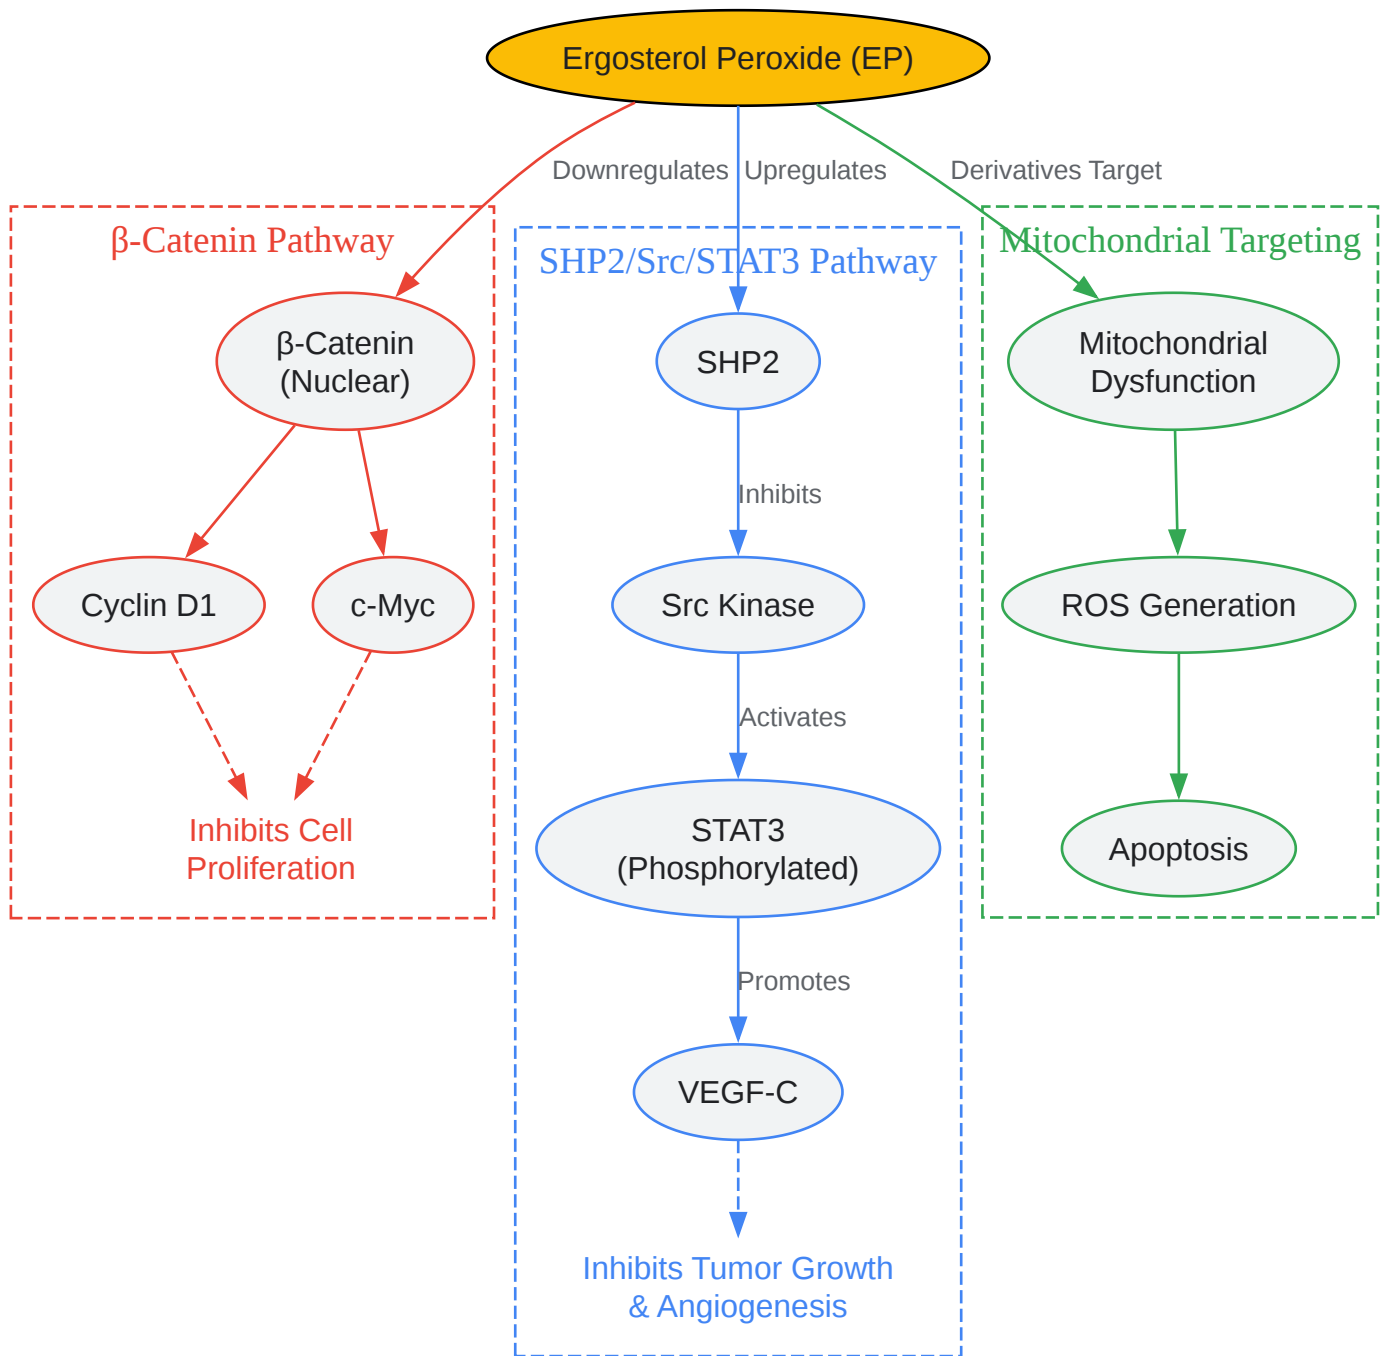 Ergosterol Peroxide (EP)
Downregulates
Upregulates
Derivatives Target
β-Catenin Pathway
β-Catenin
(Nuclear)
Cyclin D1
c-Myc
Inhibits Cell
Proliferation
SHP2/Src/STAT3 Pathway
SHP2
Inhibits
Src Kinase
Activates
STAT3
(Phosphorylated)
Promotes
VEGF-C
Inhibits Tumor Growth
& Angiogenesis
Mitochondrial Targeting
Mitochondrial
Dysfunction
ROS Generation
Apoptosis